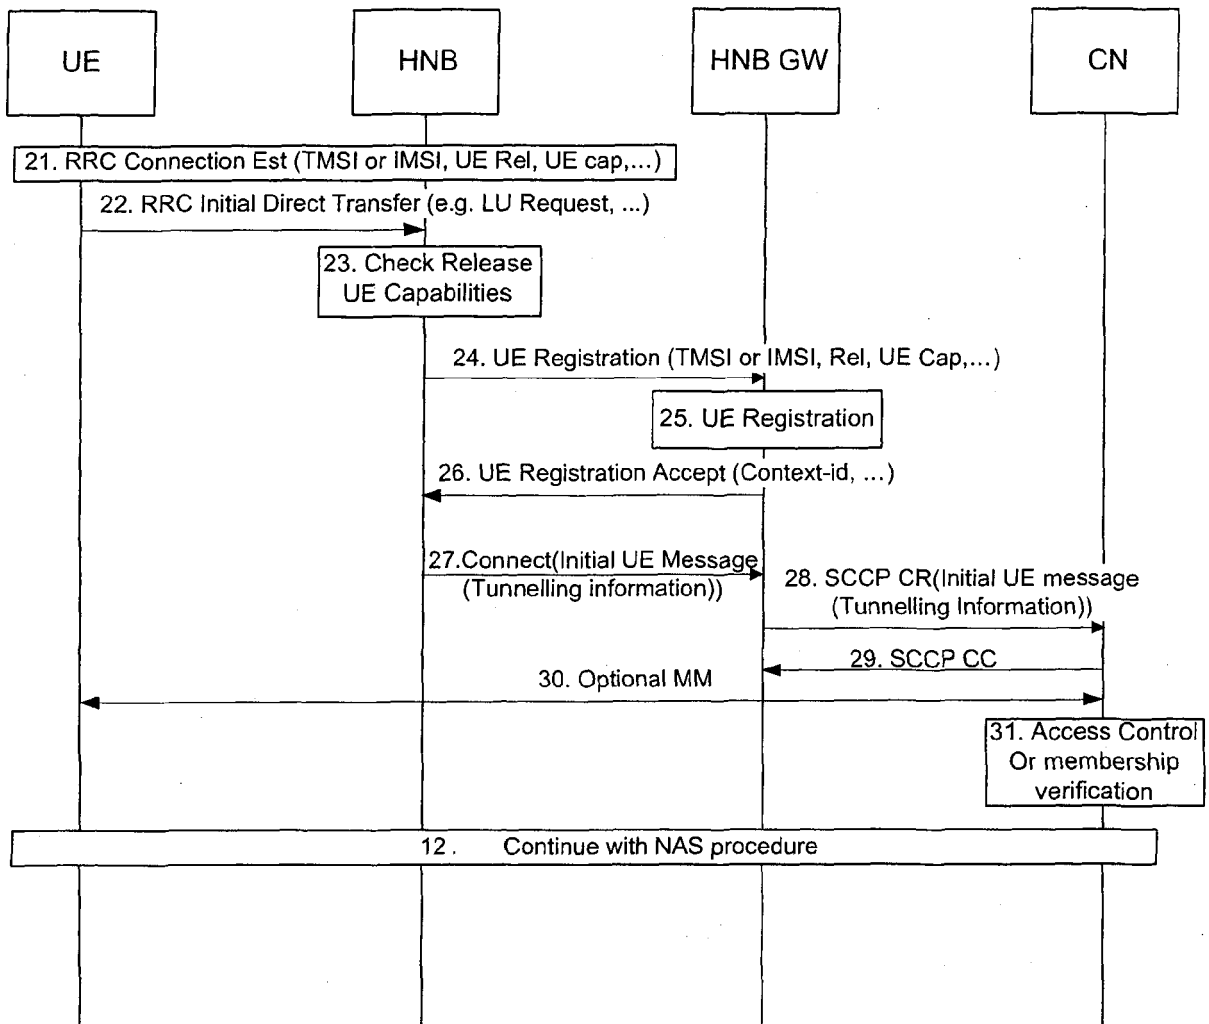 UE
HNB
HNB GW
CN
21. RRC Connection Est (TMSI or IMSI, UE Rel, UE cap,...)
22. RRC Initial Direct Transfer (e.g. LU Request, ...)
23. Check Release
UE Capabilities
24. UE Registration (TMSI or IMSI, Rel, UE Cap,...)
25. UE Registration
26. UE Registration Accept (Context-id, ...)
27.Connect(Initial UE Message
(Tunnelling information))
28. SCCP CR(Initial UE message
(Tunnelling Information))
29. SCCP CC
30. Optional MM
31. Access Control
Or membership
verification
12 . Continue with NAS procedure